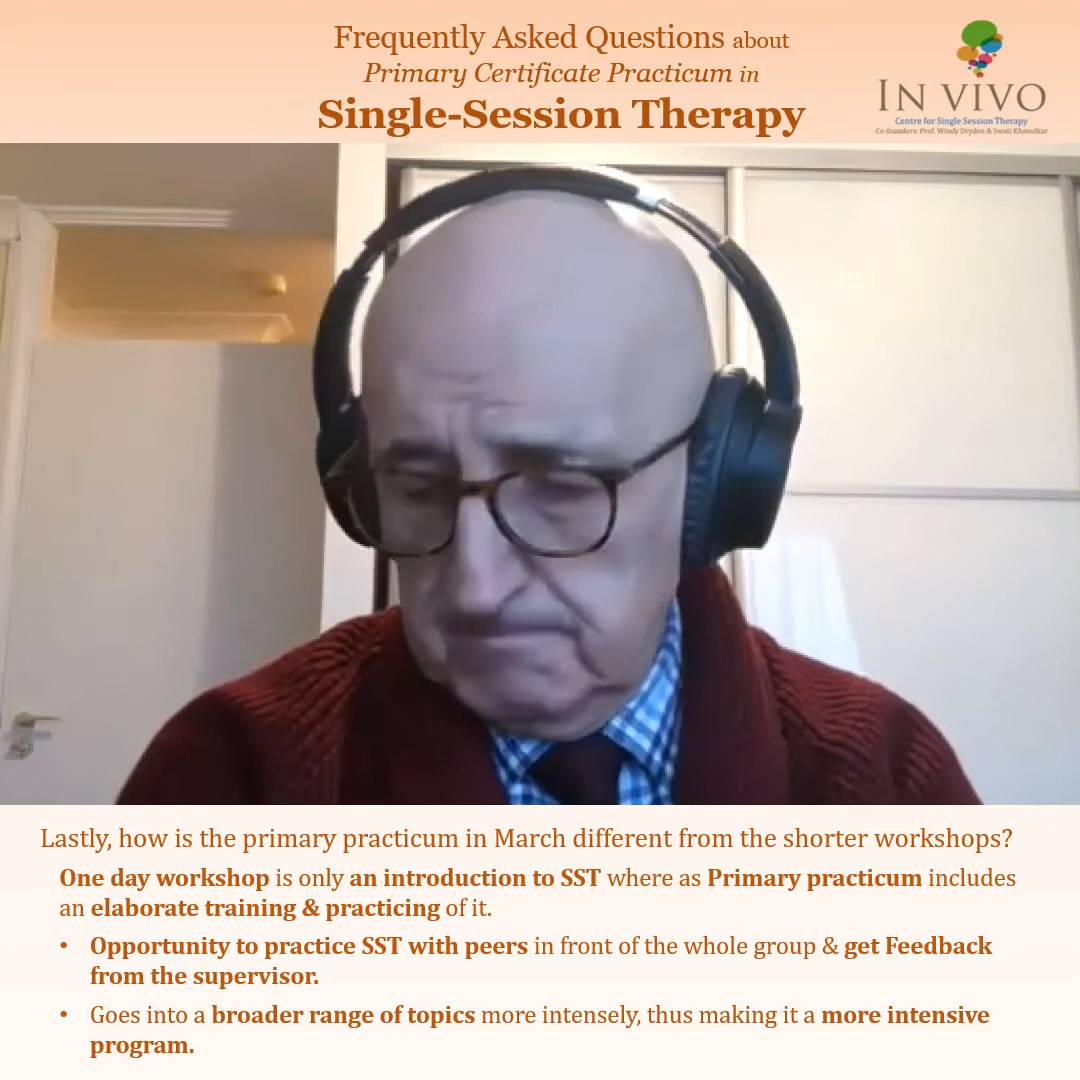 Frequently Asked Questions about
Primary Certificate Practicum in
Single-Session Therapy
IN VIVO
Centre for Single Session Therapy
Co-founders: Prof. Windy Dryden & Swati Khanolkar
Lastly, how is the primary practicum in March different from the shorter workshops?
One day workshop is only an introduction to SST where as Primary practicum includes
an elaborate training & practicing of it.
• Opportunity to practice SST with peers in front of the whole group & get Feedback
from the supervisor.
• Goes into a broader range of topics more intensely, thus making it a more intensive
program.